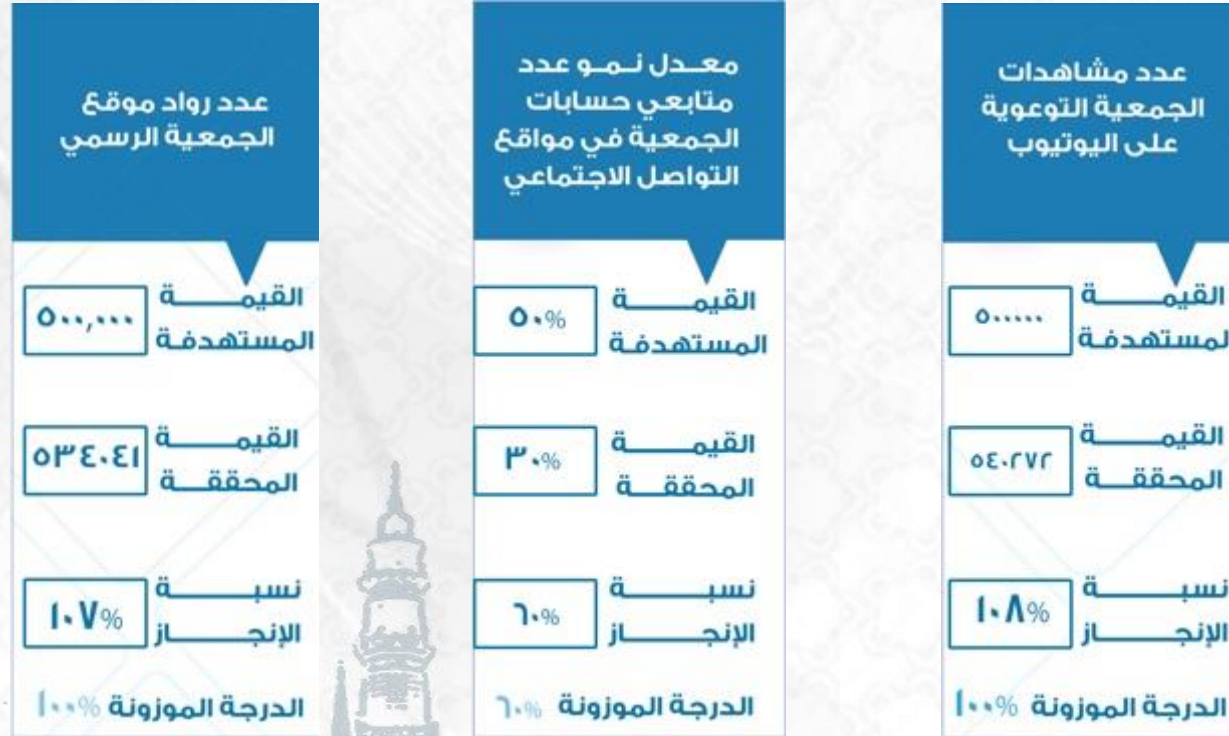 عدد مشاهدات
الجمعية التوعوية
على اليوتيوب
القيمة
المستهدفة
٥٠٠٠٠٠
القيمة
المحققة
٥٤٠٢٧٢
نسبة
الإنجاز
١٠٨%
الدرجة الموزونة ١٠٠%
معدل نمو عدد
متابعي حسابات
الجمعية في مواقع
التواصل الاجتماعي
القيمة
المستهدفة
٥٠%
القيمة
المحققة
٣٠%
نسبة
الإنجاز
٦٠%
الدرجة الموزونة ٦٠%
عدد رواد موقع
الجمعية الرسمي
القيمة
المستهدفة
٥٠٠,٠٠٠
القيمة
المحققة
٥٣٤٠٤١
نسبة
الإنجاز
١٠٧%
الدرجة الموزونة ١٠٠%